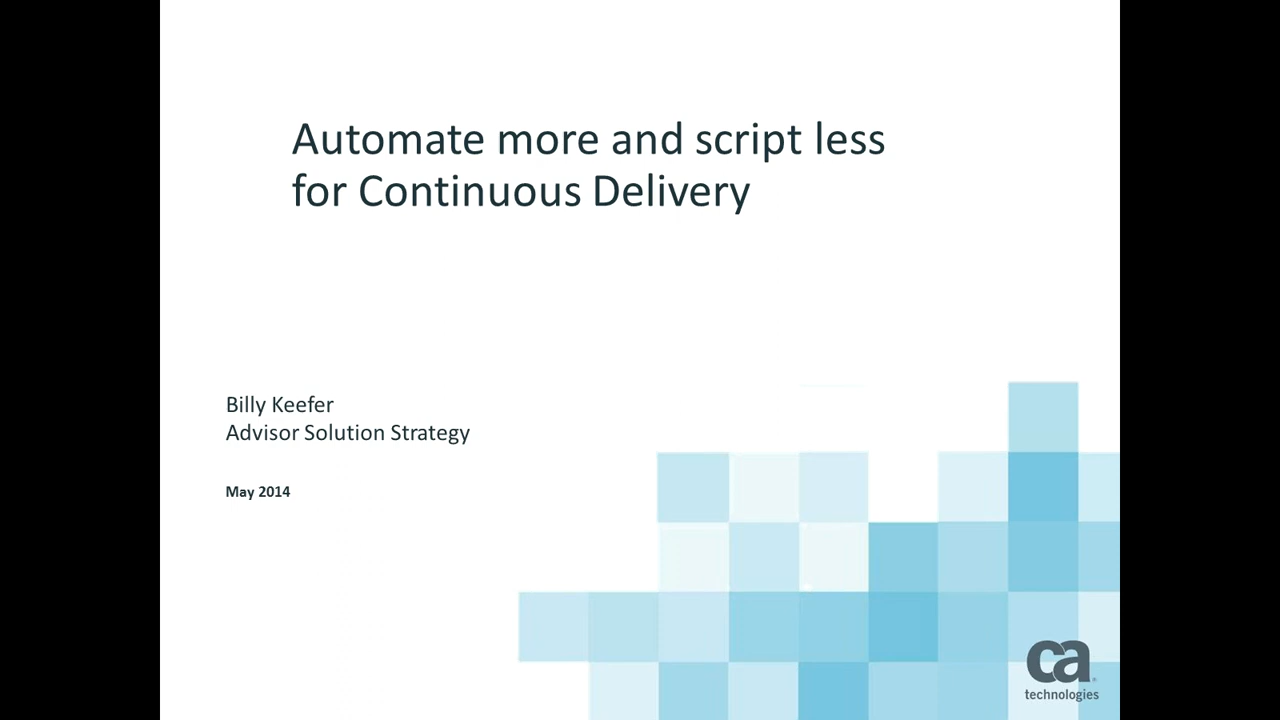 Automate more and script less
for Continuous Delivery
Billy Keefer
Advisor Solution Strategy
May 2014
ca
technologies